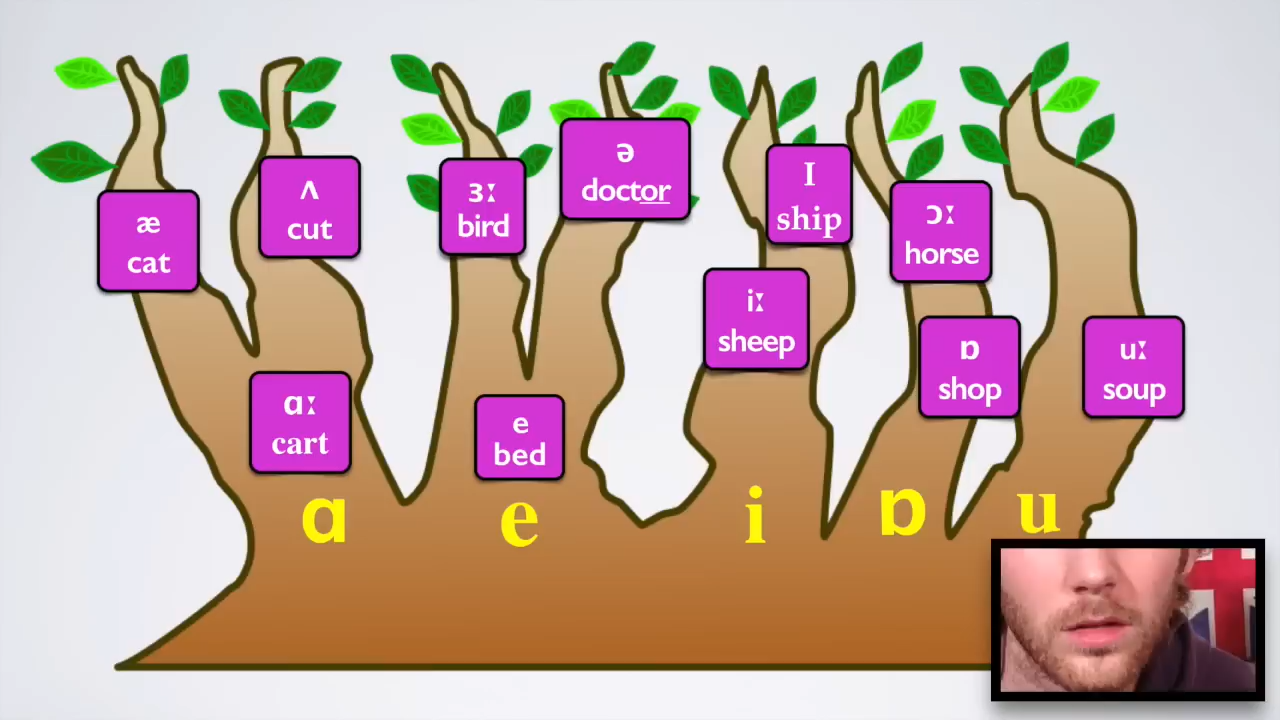 æ
cat
ʌ
cut
ɑː
cart
ɜː
bird
ə
doctor
e
bed
I
ship
iː
sheep
ɔː
horse
ɒ
shop
uː
soup
ɑ
e
i
ɒ
u